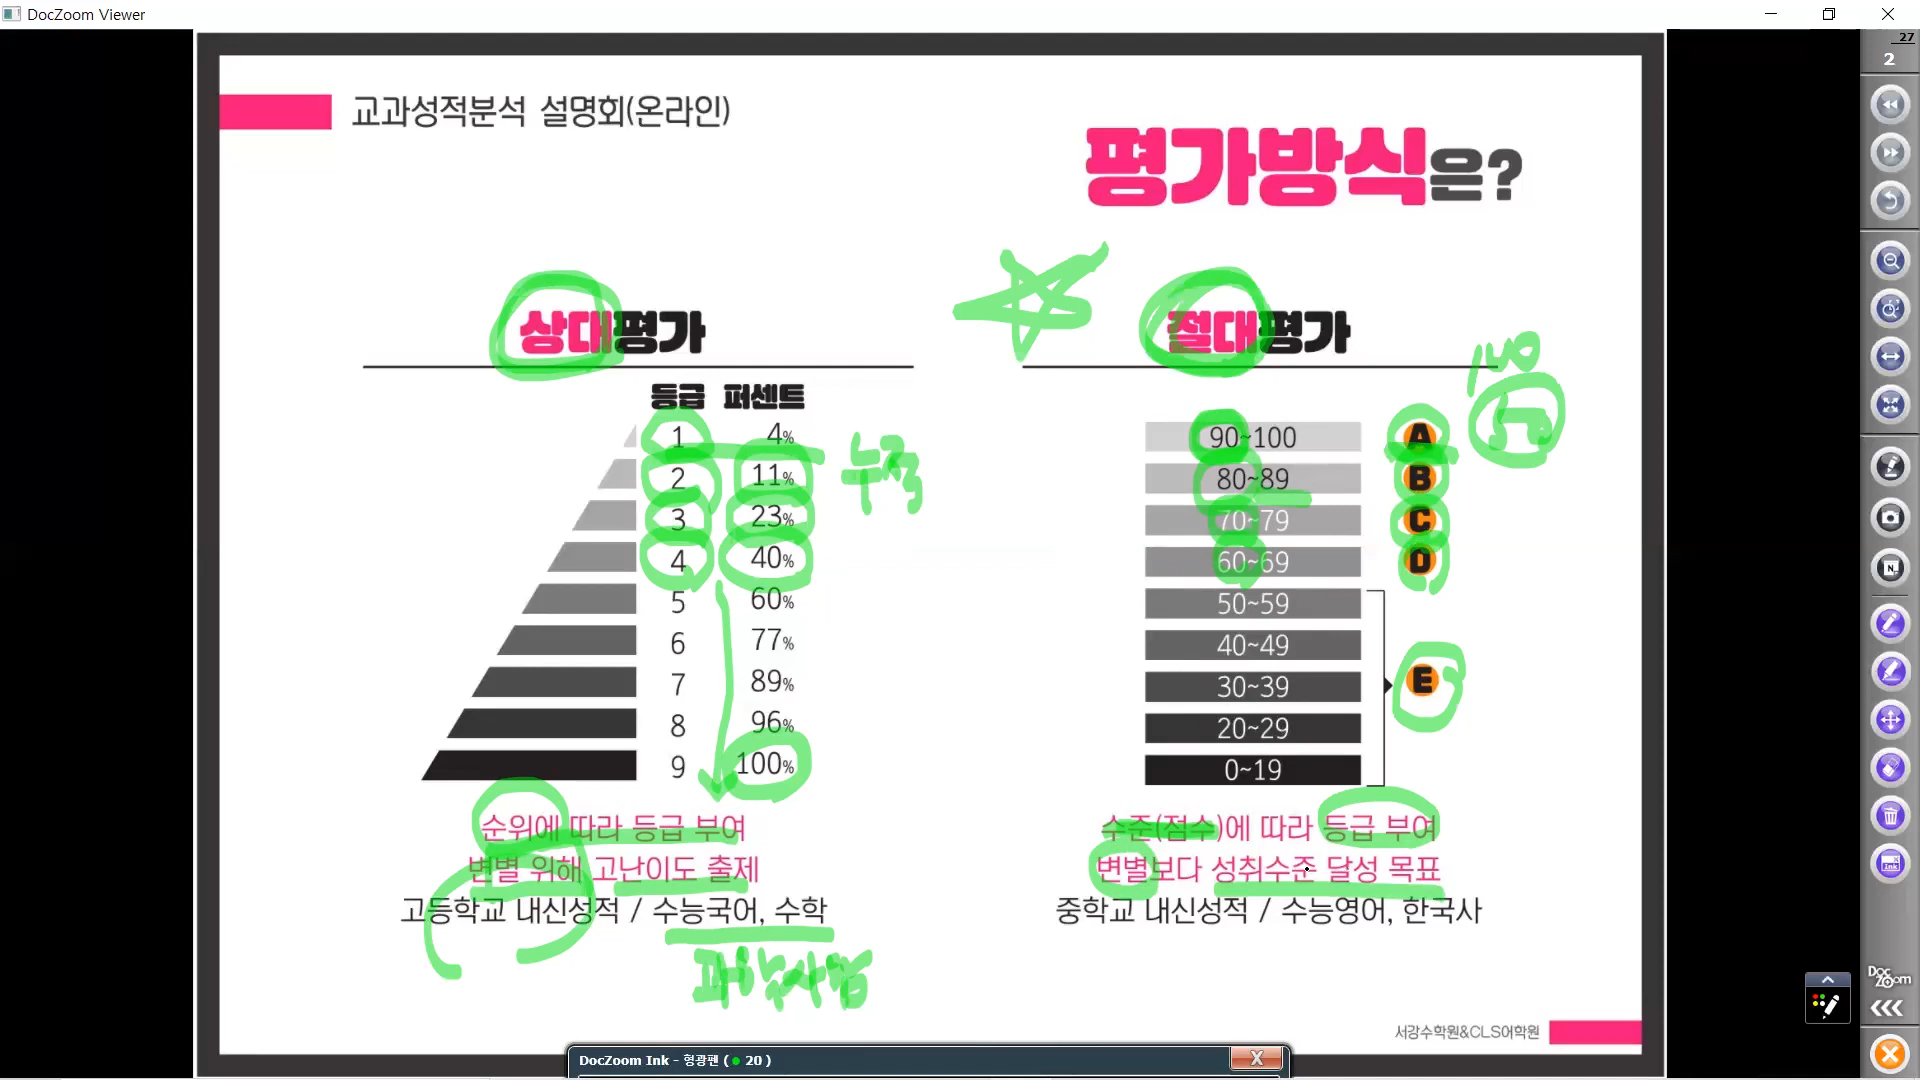 DocZoom Viewer
27
2
교과성적분석 설명회(온라인)
평가방식은?
상대평가
등급 퍼센트
1 4%
2 11%
3 23%
4 40%
5 60%
6 77%
7 89%
8 96%
9 100%
누적
순위에 따라 등급 부여
변별 위해 고난이도 출제
고등학교 내신성적 / 수능국어, 수학
절대평가
90~100 A
80~89 B
70~79 C
60~69 D
50~59
40~49
30~39
20~29
0~19
E
수준(점수)에 따라 등급 부여
변별보다 성취수준 달성 목표
중학교 내신성적 / 수능영어, 한국사
서강수학원&CLS어학원
DocZoom
DocZoom Ink - 형광펜 ( 20 )
X
N
Ink